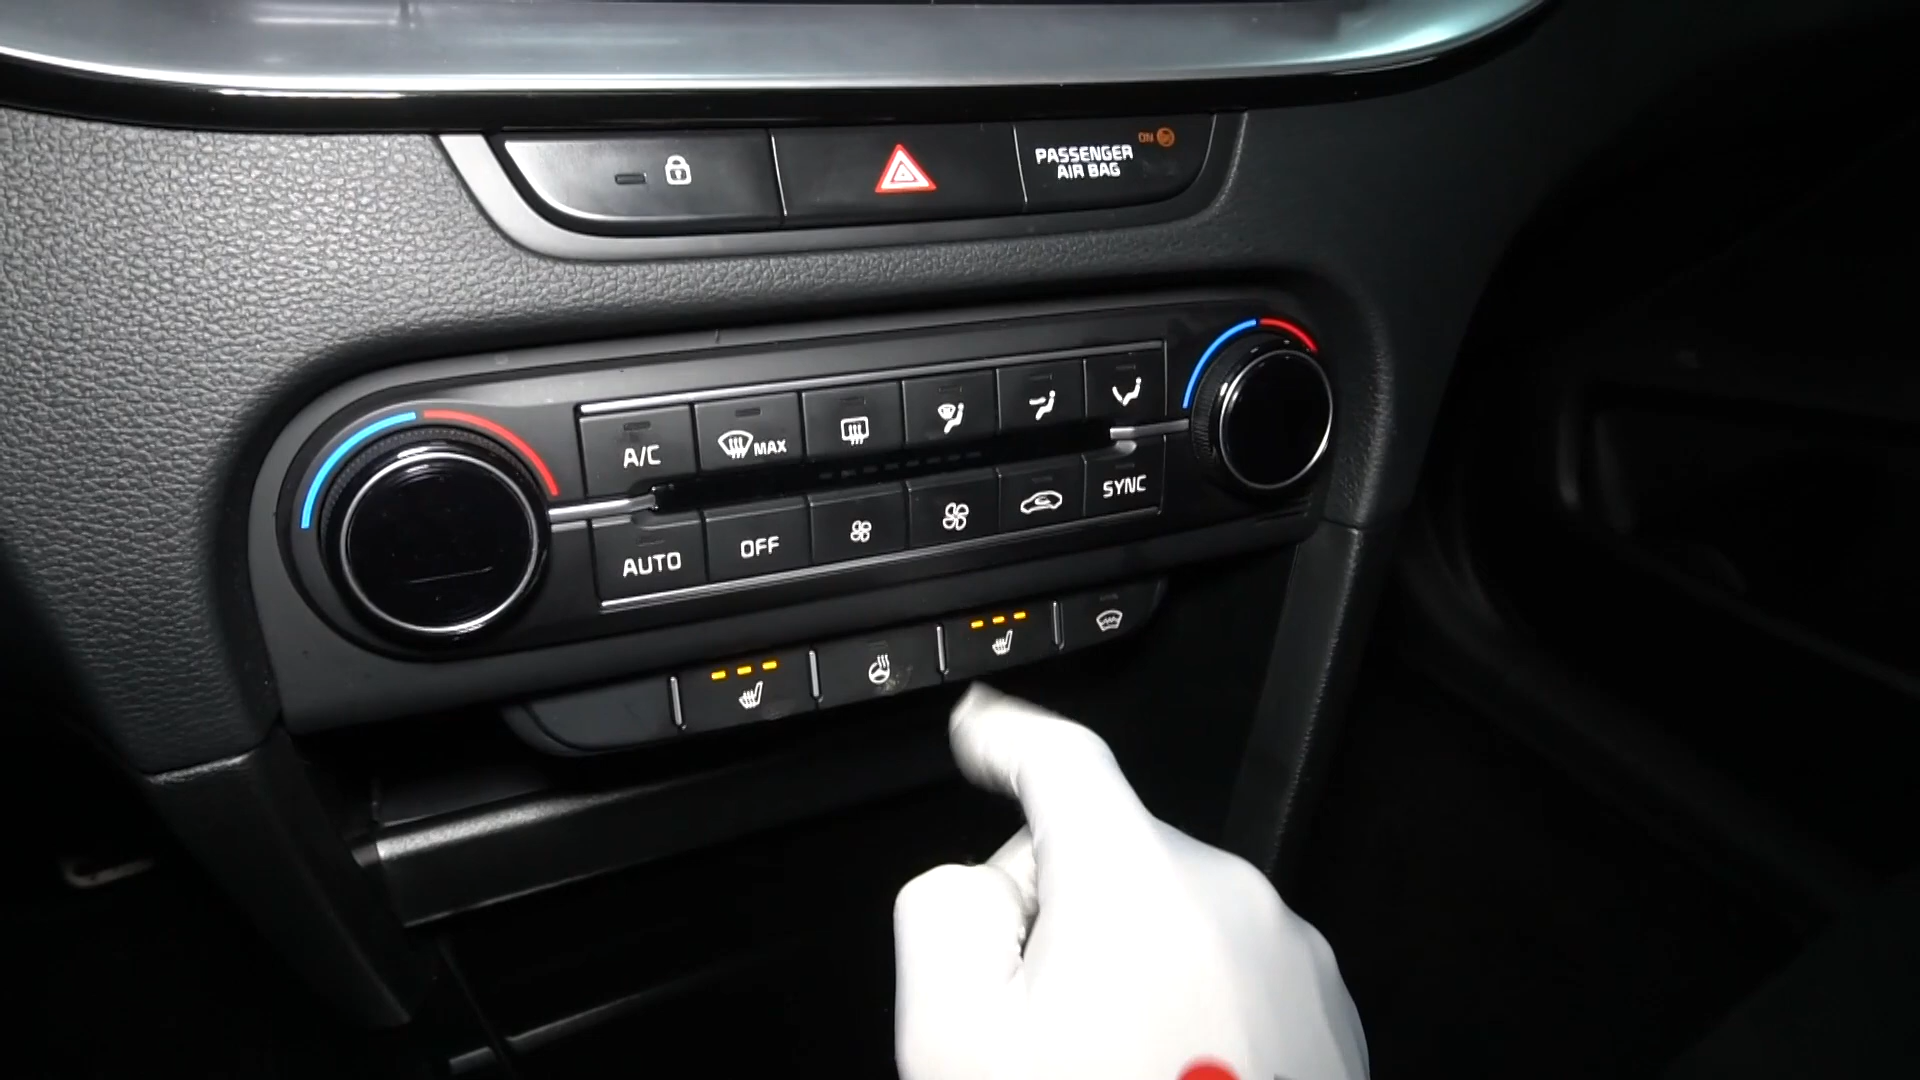 ON
PASSENGER
AIR BAG
A/C
MAX
AUTO
OFF
SYNC